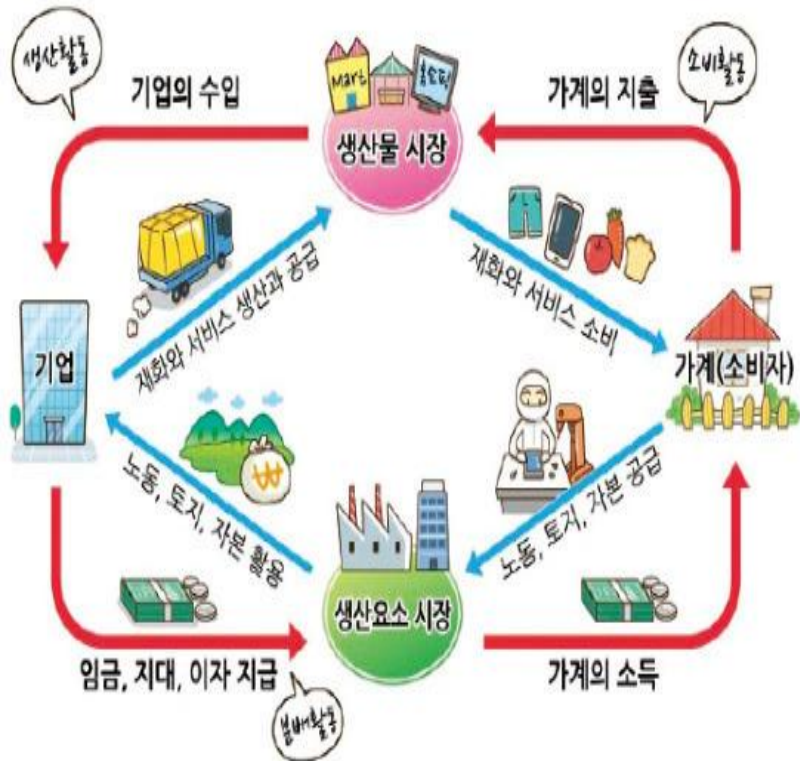 생산활동
소비활동
기업의 수입
가계의 지출
Mart
홈쇼핑
생산물 시장
재화와 서비스 생산과 공급
재화와 서비스 소비
기업
가계(소비자)
노동, 토지, 자본 활용
노동, 토지, 자본 공급
생산요소 시장
임금, 지대, 이자 지급
가계의 소득
분배활동